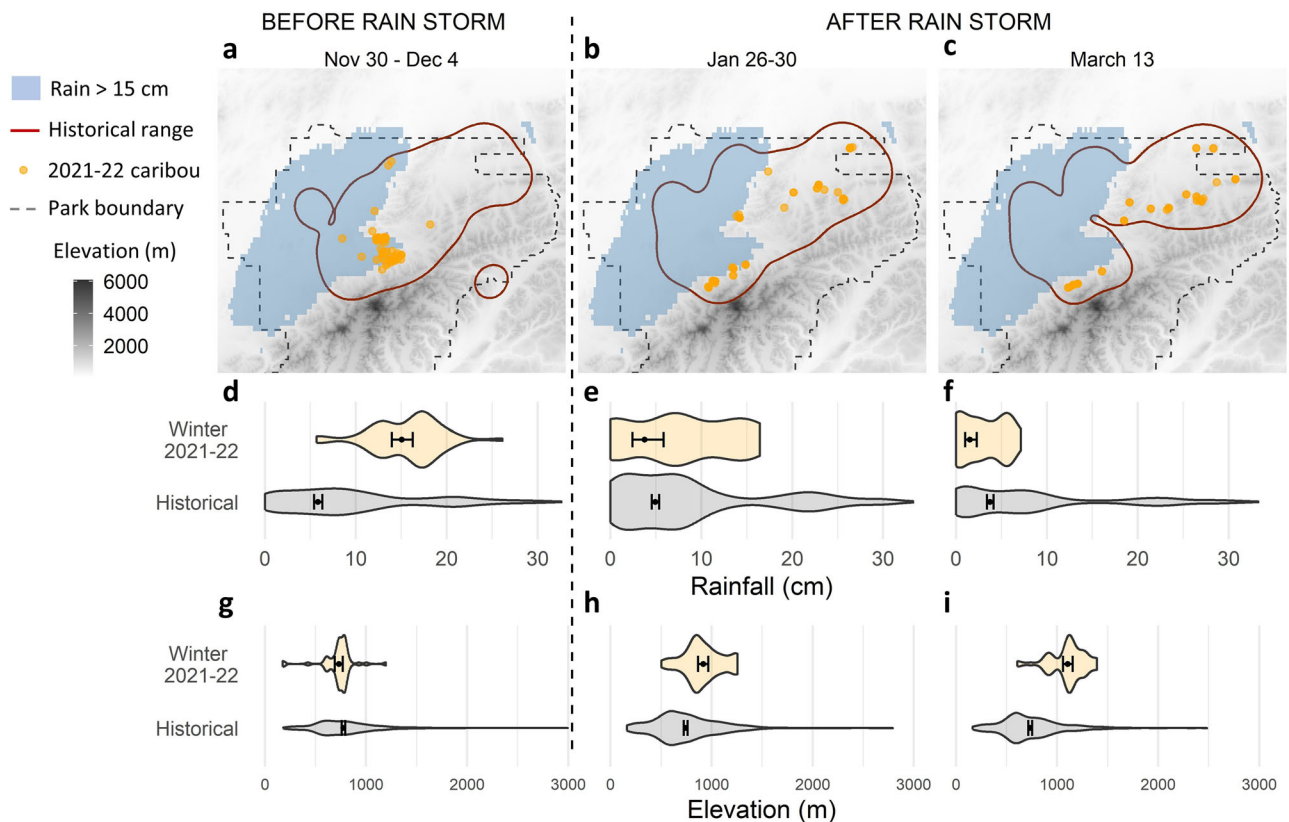 BEFORE RAIN STORM
AFTER RAIN STORM
a
Nov 30 - Dec 4
b
Jan 26-30
c
March 13
Rain > 15 cm
Historical range
2021-22 caribou
Park boundary
Elevation (m)
6000
4000
2000
d
e
f
Winter
2021-22
Historical
0 10 20 30
0 10 20 30
0 10 20 30
Rainfall (cm)
g
h
i
Winter
2021-22
Historical
0 1000 2000 3000
0 1000 2000 3000
0 1000 2000 3000
Elevation (m)